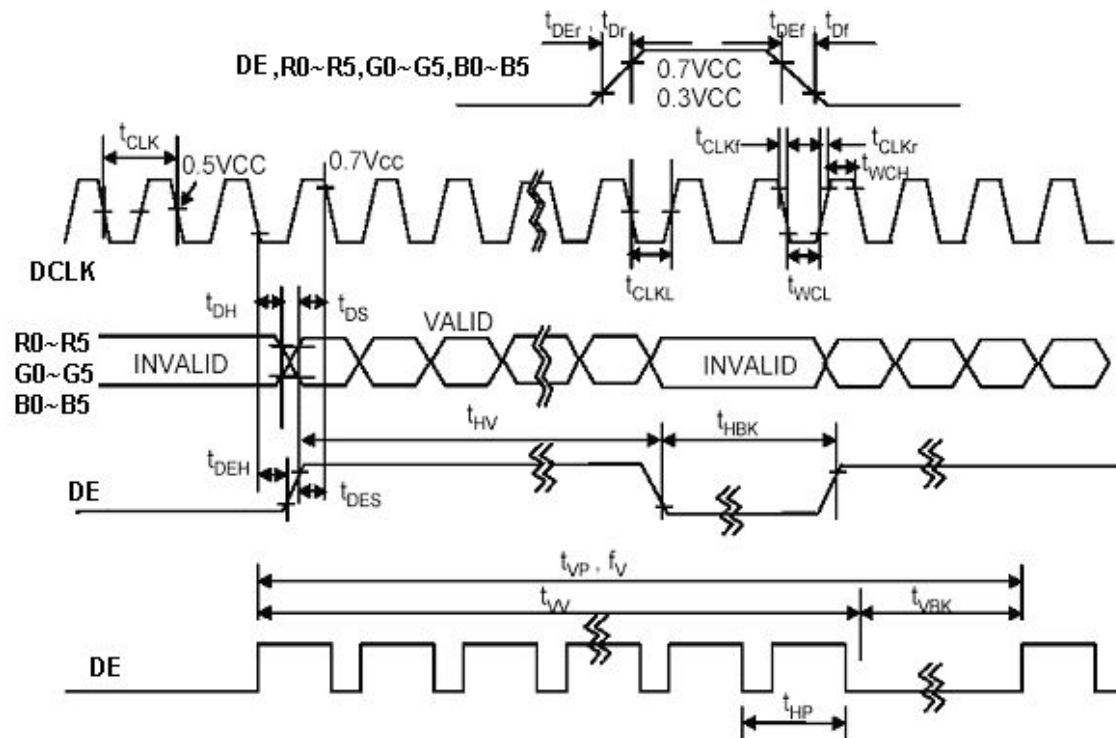 tDEr , tDr
tDEf , tDf
DE ,R0~R5,G0~G5,B0~B5
0.7VCC
0.3VCC
tCLK
0.5VCC
0.7Vcc
tCLKf
tCLKr
tWCH
DCLK
tCLKL
tWCL
tDH
tDS
VALID
R0~R5
G0~G5
B0~B5
INVALID
INVALID
tHV
tHBK
tDEH
DE
tDES
tVP , fV
tVV
tVBK
DE
tHP